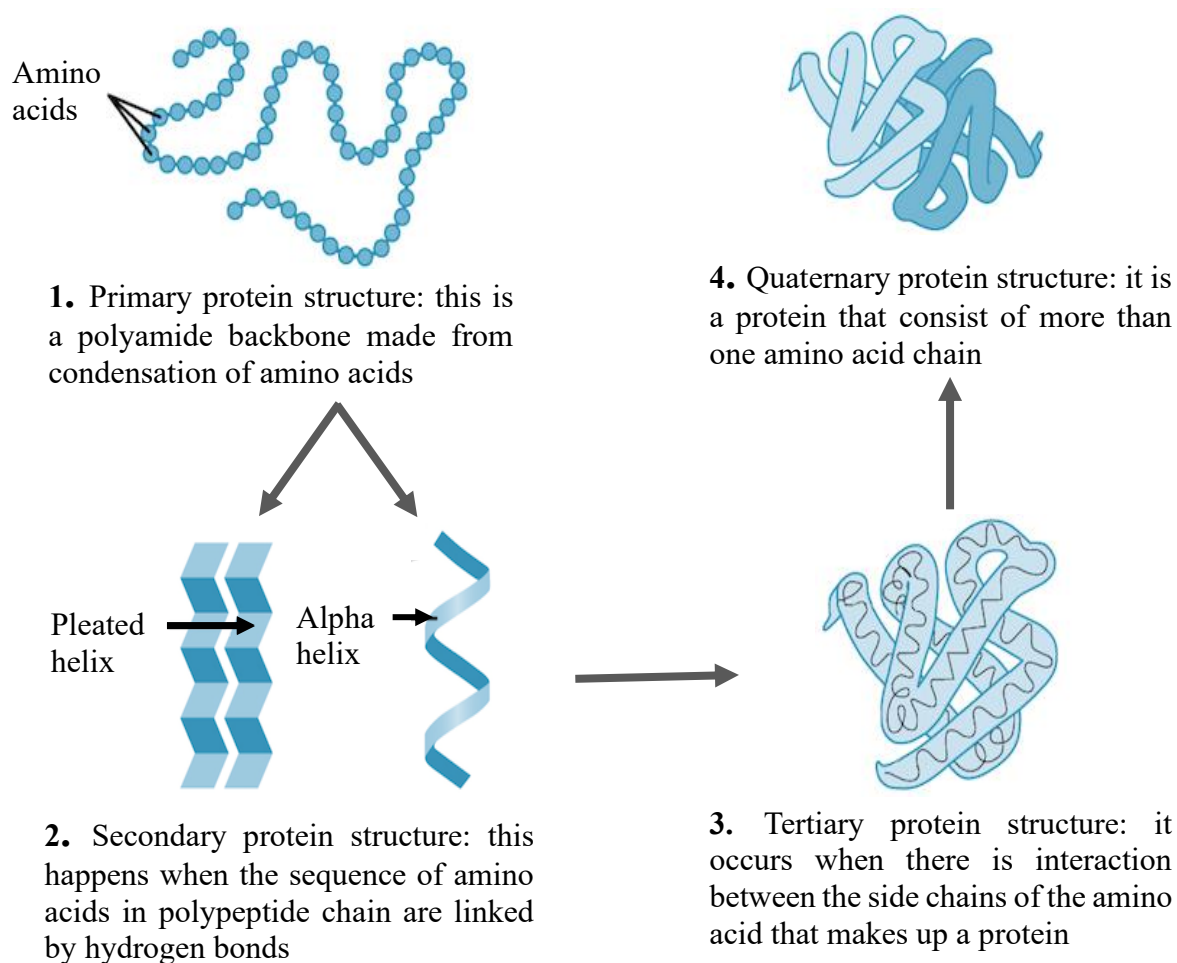 Amino
acids
1. Primary protein structure: this is
a polyamide backbone made from
condensation of amino acids
Pleated
helix
Alpha
helix
2. Secondary protein structure: this
happens when the sequence of amino
acids in polypeptide chain are linked
by hydrogen bonds
3. Tertiary protein structure: it
occurs when there is interaction
between the side chains of the amino
acid that makes up a protein
4. Quaternary protein structure: it is
a protein that consist of more than
one amino acid chain